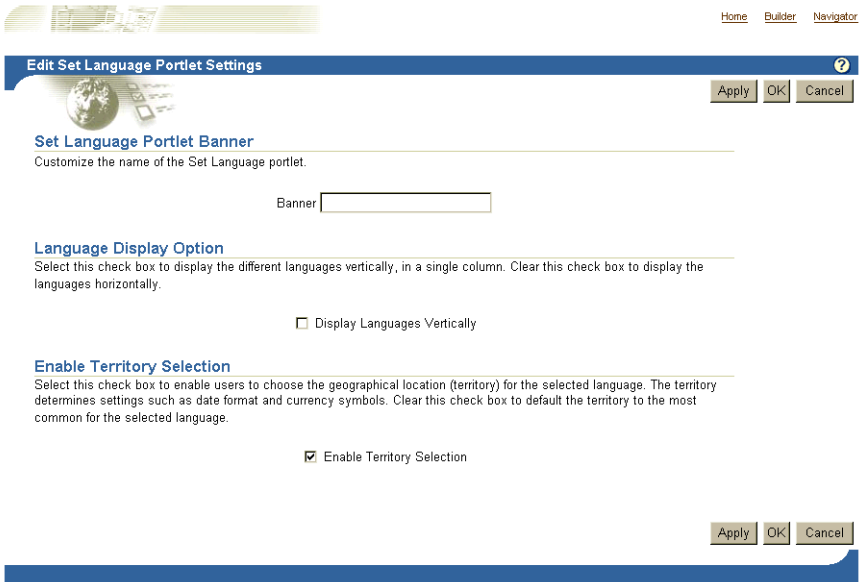 Home Builder Navigator
Edit Set Language Portlet Settings ?
Apply OK Cancel
Set Language Portlet Banner
Customize the name of the Set Language portlet.
Banner
Language Display Option
Select this check box to display the different languages vertically, in a single column. Clear this check box to display the
languages horizontally.
Display Languages Vertically
Enable Territory Selection
Select this check box to enable users to choose the geographical location (territory) for the selected language. The territory
determines settings such as date format and currency symbols. Clear this check box to default the territory to the most
common for the selected language.
Enable Territory Selection
Apply OK Cancel